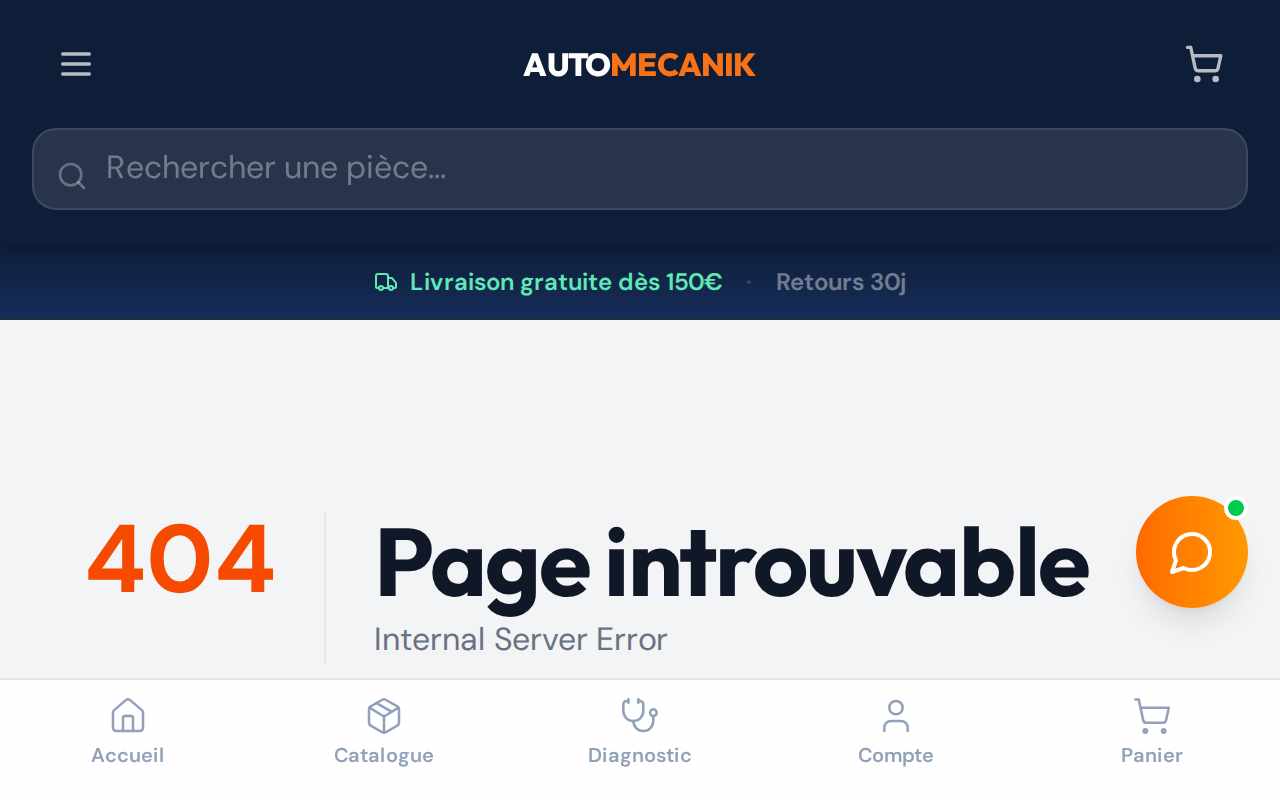 AUTOMECANIK
Rechercher une pièce...
Livraison gratuite dès 150€ · Retours 30j
404
Page introuvable
Internal Server Error
Accueil Catalogue Diagnostic Compte Panier